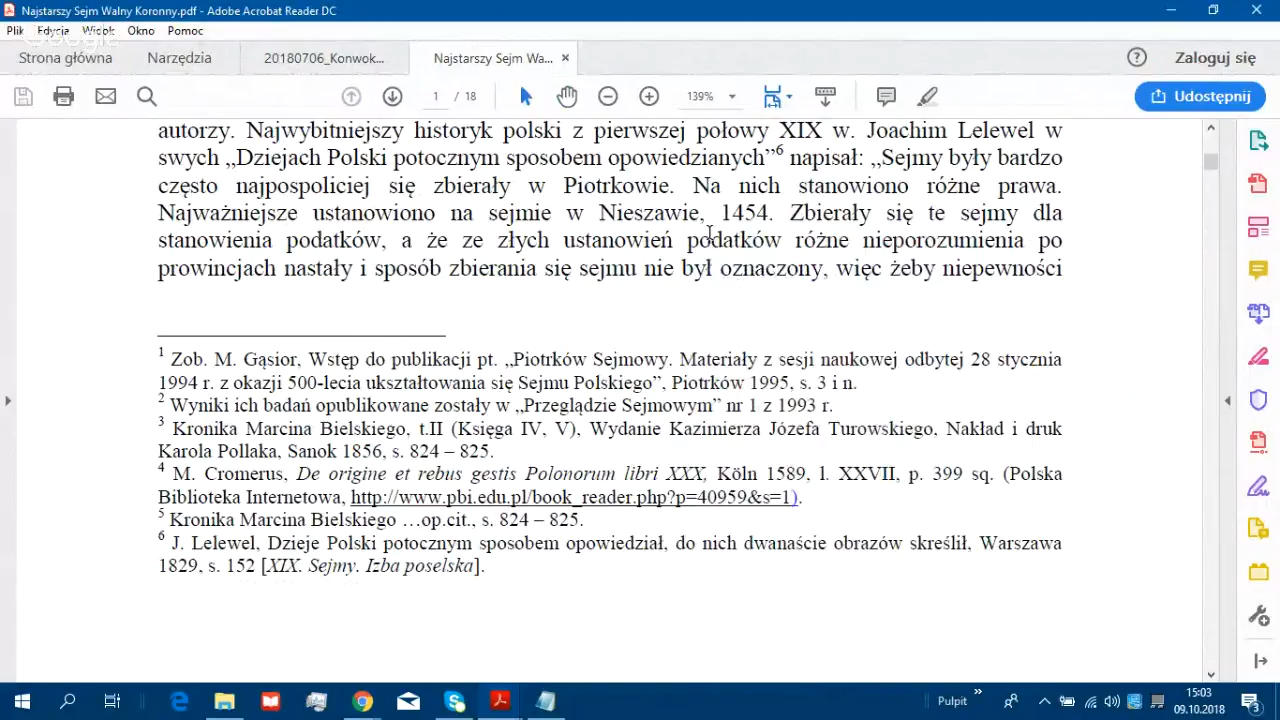 Najstarszy Sejm Walny Koronny.pdf - Adobe Acrobat Reader DC
Plik Edycja Widok Okno Pomoc
Google
Strona główna Narzędzia 20180706_Konwok... Najstarszy Sejm Wa... × Zaloguj się
1 / 18 139% Udostępnij
autorzy. Najwybitniejszy historyk polski z pierwszej połowy XIX w. Joachim Lelewel w
swych „Dziejach Polski potocznym sposobem opowiedzianych”⁶ napisał: „Sejmy były bardzo
często najpospoliciej się zbierały w Piotrkowie. Na nich stanowiono różne prawa.
Najważniejsze ustanowiono na sejmie w Nieszawie, 1454. Zbierały się te sejmy dla
stanowienia podatków, a że ze złych ustanowień podatków różne nieporozumienia po
prowincjach nastały i sposób zbierania się sejmu nie był oznaczony, więc żeby niepewności
¹ Zob. M. Gąsior, Wstęp do publikacji pt. „Piotrków Sejmowy. Materiały z sesji naukowej odbytej 28 stycznia
1994 r. z okazji 500-lecia ukształtowania się Sejmu Polskiego”, Piotrków 1995, s. 3 i n.
² Wyniki ich badań opublikowane zostały w „Przeglądzie Sejmowym” nr 1 z 1993 r.
³ Kronika Marcina Bielskiego, t.II (Księga IV, V), Wydanie Kazimierza Józefa Turowskiego, Nakład i druk
Karola Pollaka, Sanok 1856, s. 824 – 825.
⁴ M. Cromerus, De origine et rebus gestis Polonorum libri XXX, Köln 1589, l. XXVII, p. 399 sq. (Polska
Biblioteka Internetowa, http://www.pbi.edu.pl/book_reader.php?p=40959&s=1).
⁵ Kronika Marcina Bielskiego …op.cit., s. 824 – 825.
⁶ J. Lelewel, Dzieje Polski potocznym sposobem opowiedział, do nich dwanaście obrazów skreślił, Warszawa
1829, s. 152 [XIX. Sejmy. Izba poselska].
Pulpit » 15:03
09.10.2018 3